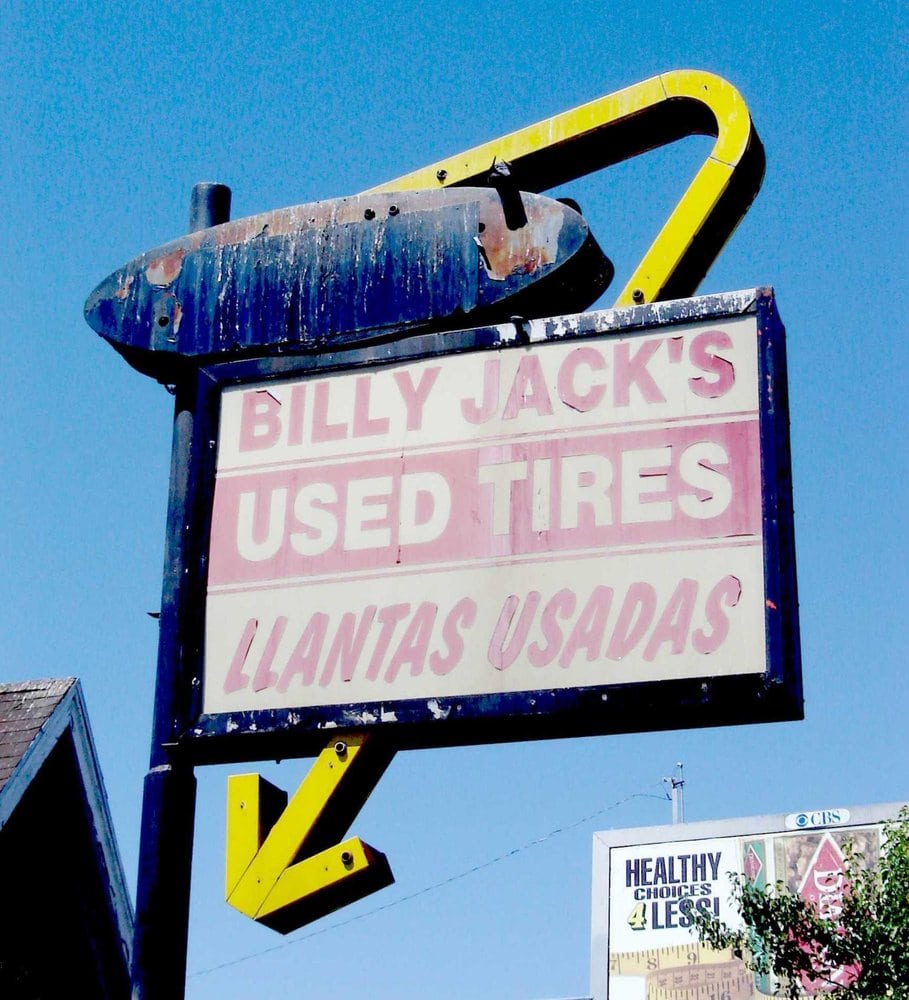 BILLY JACK'S
USED TIRES
LLANTAS USADAS
CBS
HEALTHY
CHOICES
4 LESS!